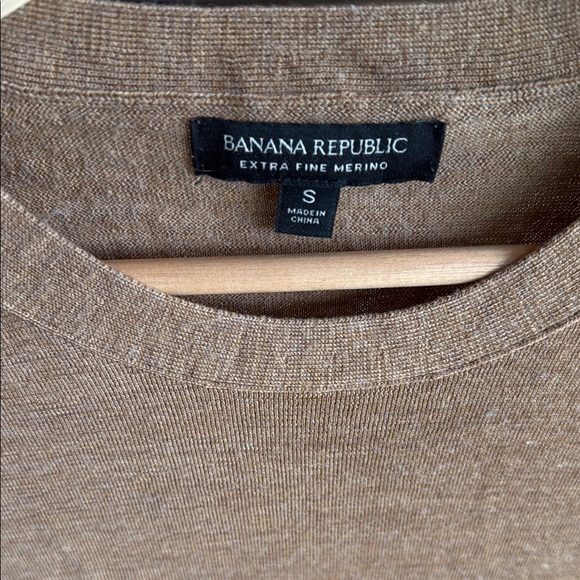 BANANA REPUBLIC
EXTRA FINE MERINO
S
MADE IN
CHINA